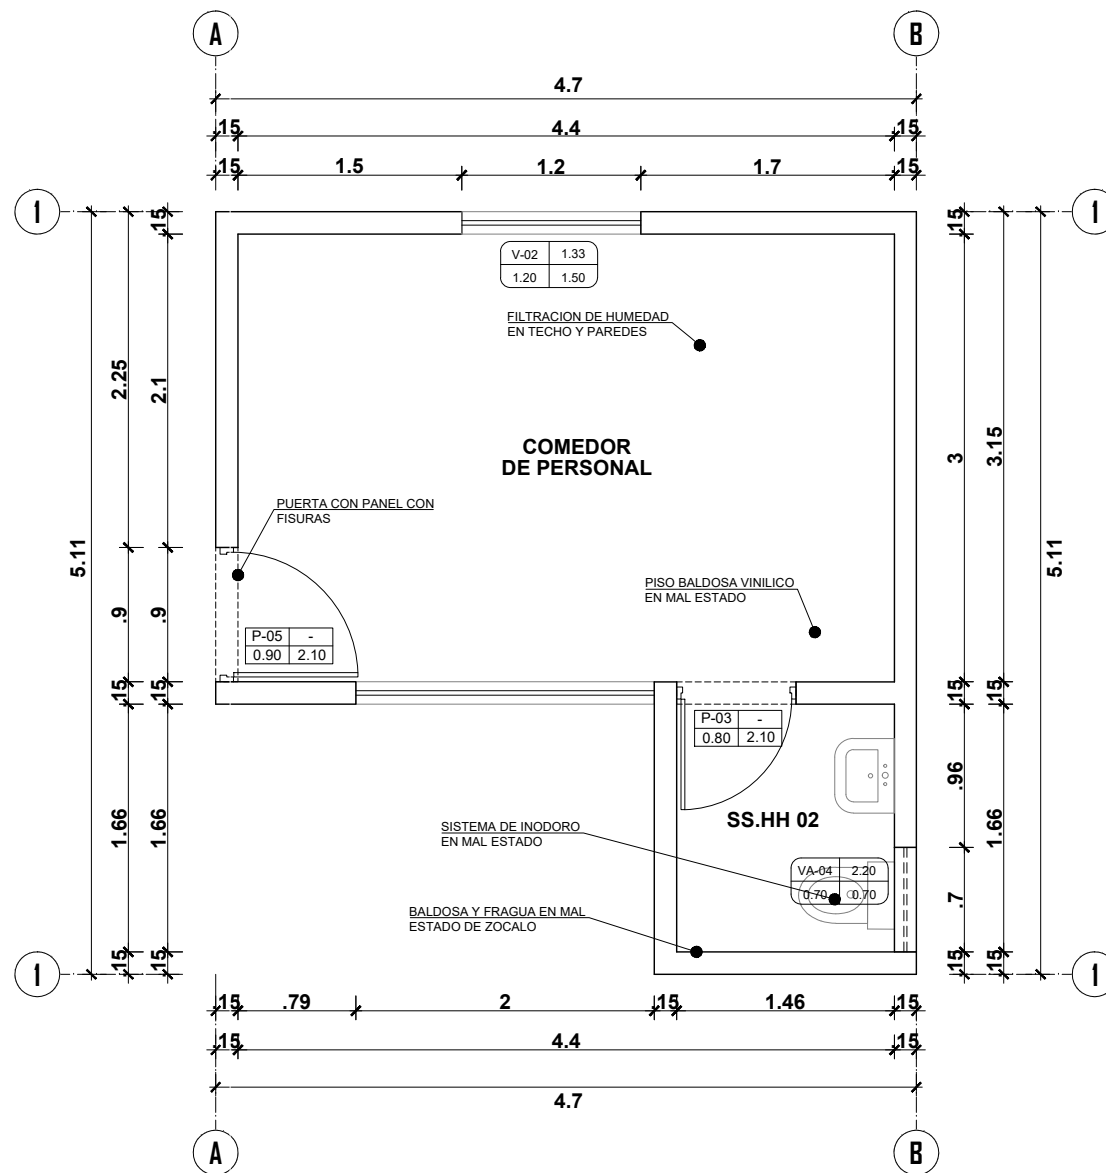 A
B
4.7
.15
4.4
.15
.15
1.5
1.2
1.7
.15
1
1
.15
.15
V-02
1.33
1.20
1.50
FILTRACION DE HUMEDAD
EN TECHO Y PAREDES
2.25
2.1
COMEDOR
DE PERSONAL
3
3.15
PUERTA CON PANEL CON
FISURAS
5.11
5.11
PISO BALDOSA VINILICO
EN MAL ESTADO
.9
.9
P-05
-
0.90
2.10
.15
.15
.15
.15
P-03
-
0.80
2.10
.96
SS.HH 02
SISTEMA DE INODORO
EN MAL ESTADO
1.66
1.66
1.66
VA-04
2.20
0.70
0.70
.7
BALDOSA Y FRAGUA EN MAL
ESTADO DE ZOCALO
.15
.15
.15
.15
1
1
.15
.79
2
.15
1.46
.15
.15
4.4
.15
4.7
A
B